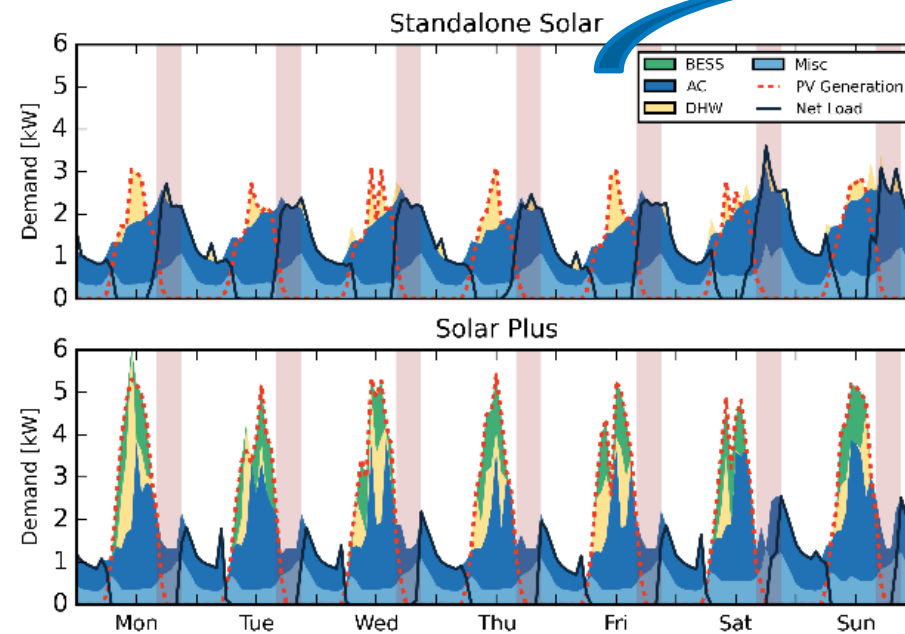 Standalone Solar
6
5
4
3
2
1
0
Demand [kW]
BESS
AC
DHW
Misc
PV Generation
Net Load
Solar Plus
6
5
4
3
2
1
0
Demand [kW]
Mon Tue Wed Thu Fri Sat Sun